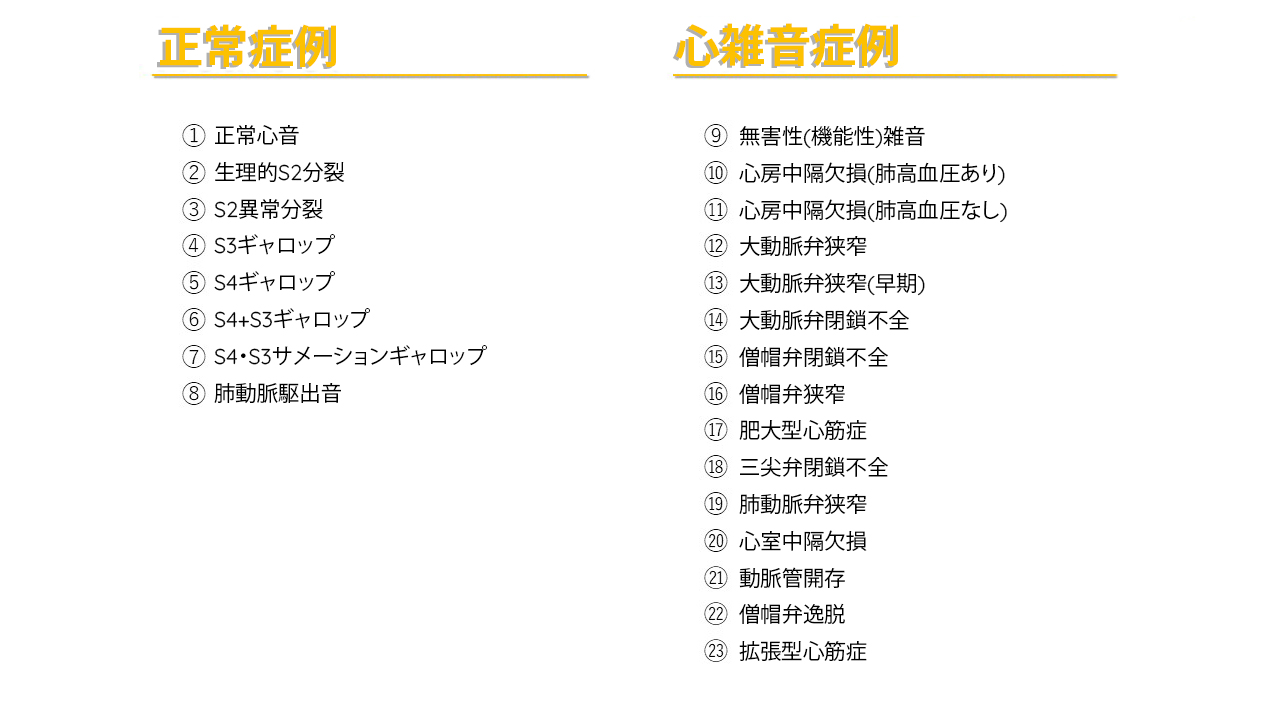 正常症例
① 正常心音
② 生理的S2分裂
③ S2異常分裂
④ S3ギャロップ
⑤ S4ギャロップ
⑥ S4+S3ギャロップ
⑦ S4・S3サメーションギャロップ
⑧ 肺動脈駆出音
心雑音症例
⑨ 無害性(機能性)雑音
⑩ 心房中隔欠損(肺高血圧あり)
⑪ 心房中隔欠損(肺高血圧なし)
⑫ 大動脈弁狭窄
⑬ 大動脈弁狭窄(早期)
⑭ 大動脈弁閉鎖不全
⑮ 僧帽弁閉鎖不全
⑯ 僧帽弁狭窄
⑰ 肥大型心筋症
⑱ 三尖弁閉鎖不全
⑲ 肺動脈弁狭窄
⑳ 心室中隔欠損
㉑ 動脈管開存
㉒ 僧帽弁逸脱
㉓ 拡張型心筋症